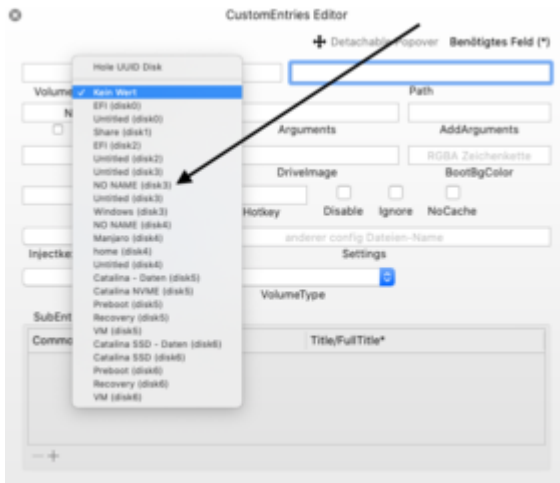 CustomEntries Editor
Detachable Popover Benötigtes Feld (*)
Hole UUID Disk
Volume
Path
Kein Wert
EFI (disk0)
Untitled (disk0)
Share (disk1)
EFI (disk2)
Untitled (disk2)
Untitled (disk3)
NO NAME (disk3)
Untitled (disk3)
Windows (disk3)
NO NAME (disk4)
Manjaro (disk4)
home (disk4)
Untitled (disk4)
Catalina - Daten (disk5)
Catalina NVME (disk5)
Preboot (disk5)
Recovery (disk5)
VM (disk5)
Catalina SSD - Daten (disk6)
Catalina SSD (disk6)
Preboot (disk6)
Recovery (disk6)
VM (disk6)
N
Arguments AddArguments
RGBA Zeichenkette
DriveImage BootBgColor
Hotkey Disable Ignore NoCache
anderer config Dateien-Name
Injectke Settings
VolumeType
SubEnt
Commo Title/FullTitle*